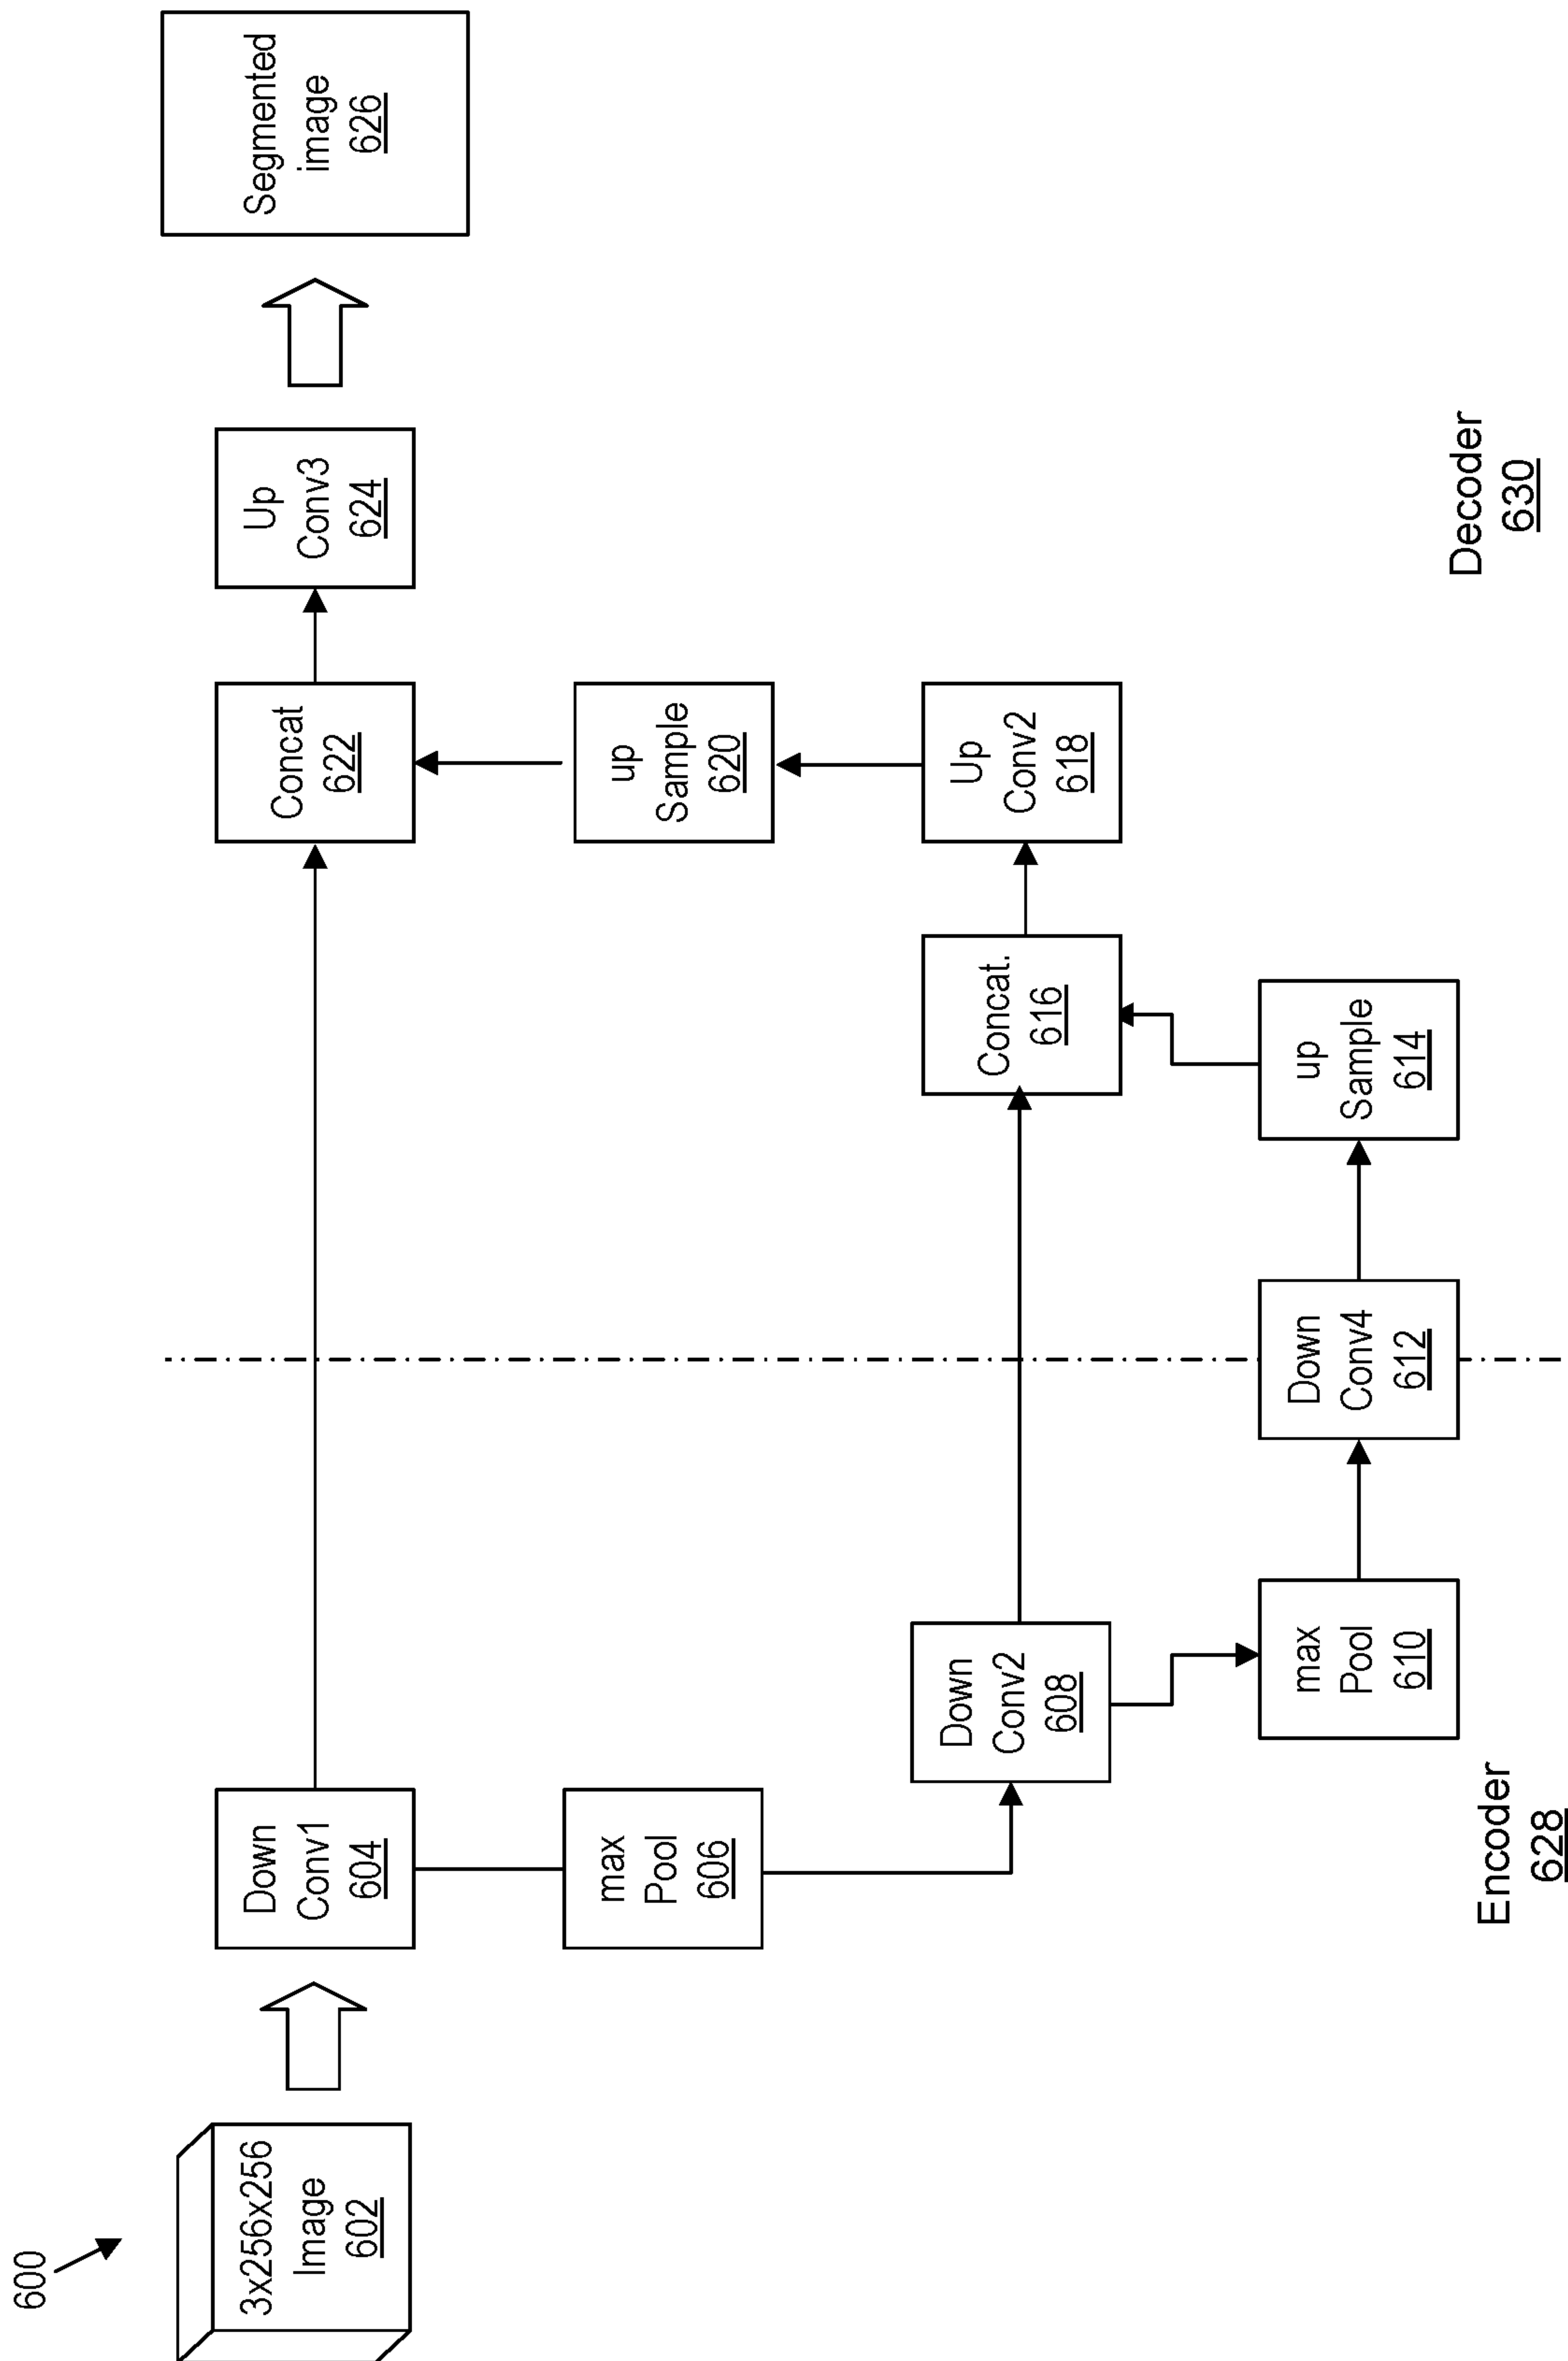 600
3x256x256
Image
602
Down
Conv1
604
max
Pool
606
Down
Conv2
608
max
Pool
610
Down
Conv4
612
up
Sample
614
Concat.
616
Up
Conv2
618
up
Sample
620
Concat
622
Up
Conv3
624
Segmented
image
626
Encoder
628
Decoder
630